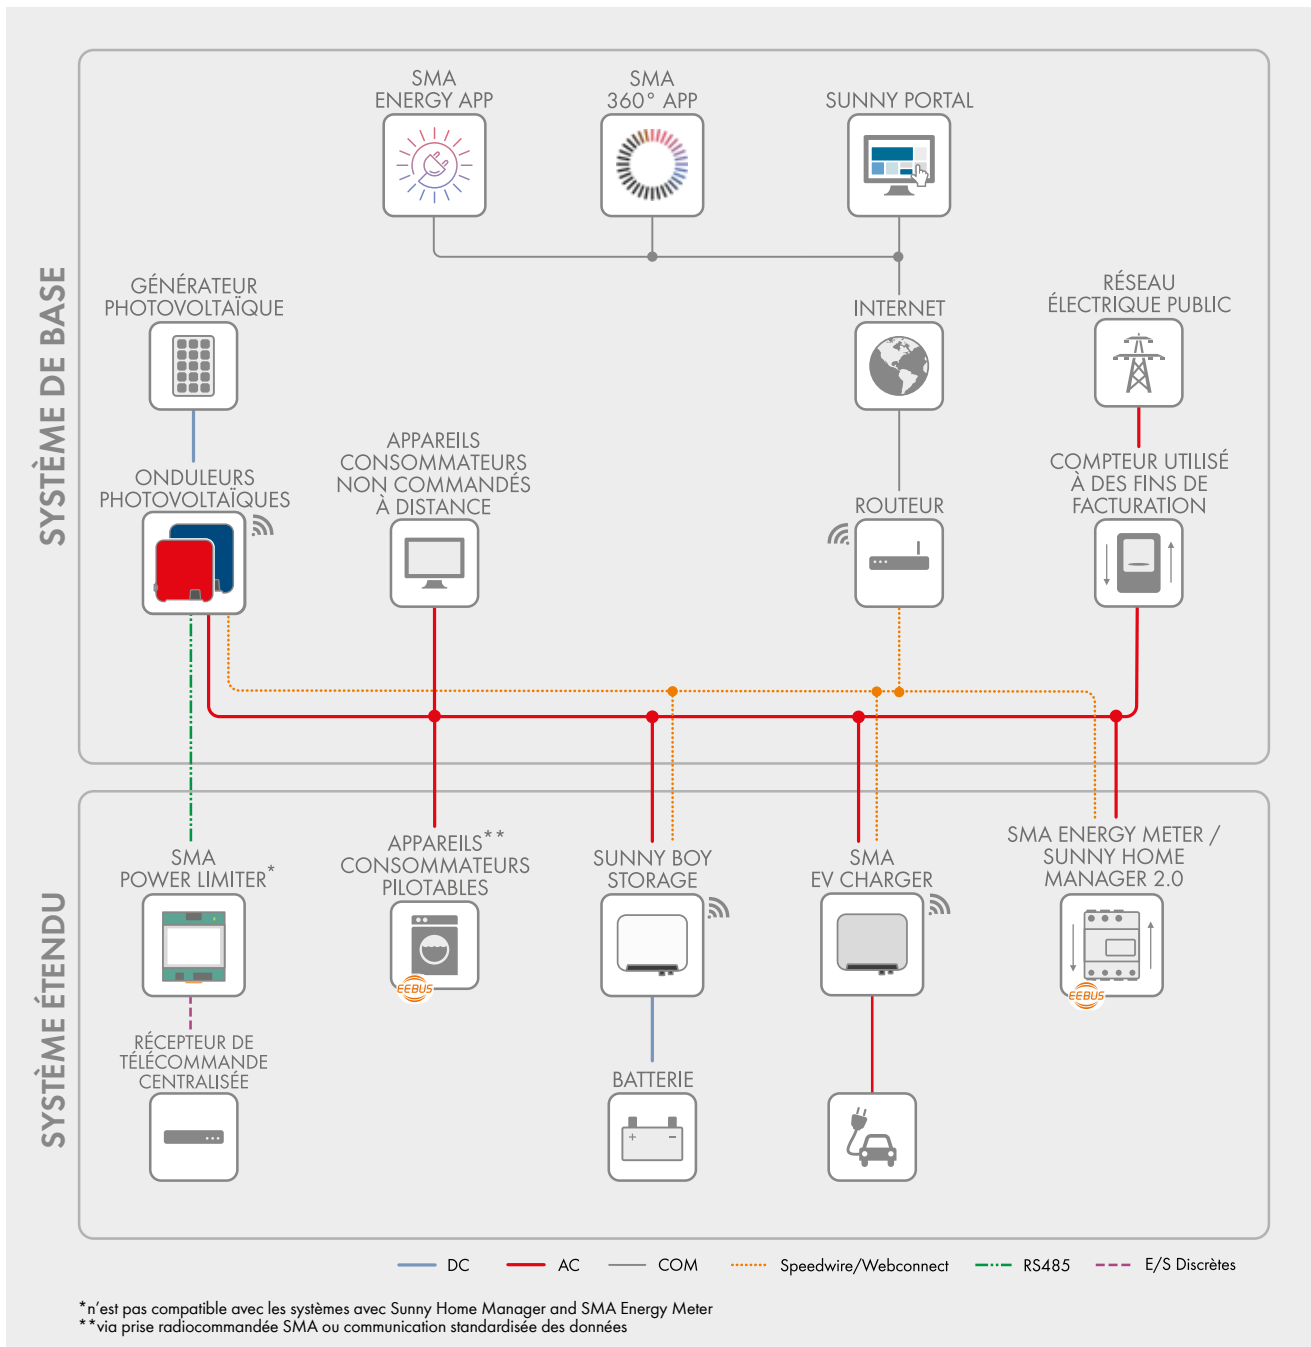 SYSTÈME DE BASE
SMA
ENERGY APP
SMA
360° APP
SUNNY PORTAL
GÉNÉRATEUR
PHOTOVOLTAÏQUE
INTERNET
RÉSEAU
ÉLECTRIQUE PUBLIC
ONDULEURS
PHOTOVOLTAÏQUES
APPAREILS
CONSOMMATEURS
NON COMMANDÉS
À DISTANCE
ROUTEUR
COMPTEUR UTILISÉ
À DES FINS DE
FACTURATION
SYSTÈME ÉTENDU
SMA
POWER LIMITER*
APPAREILS**
CONSOMMATEURS
PILOTABLES
EEBUS
SUNNY BOY
STORAGE
SMA
EV CHARGER
SMA ENERGY METER /
SUNNY HOME
MANAGER 2.0
EEBUS
RÉCEPTEUR DE
TÉLÉCOMMANDE
CENTRALISÉE
BATTERIE
+ −
DC
AC
COM
Speedwire/Webconnect
RS485
E/S Discrètes
*n'est pas compatible avec les systèmes avec Sunny Home Manager and SMA Energy Meter
**via prise radiocommandée SMA ou communication standardisée des données